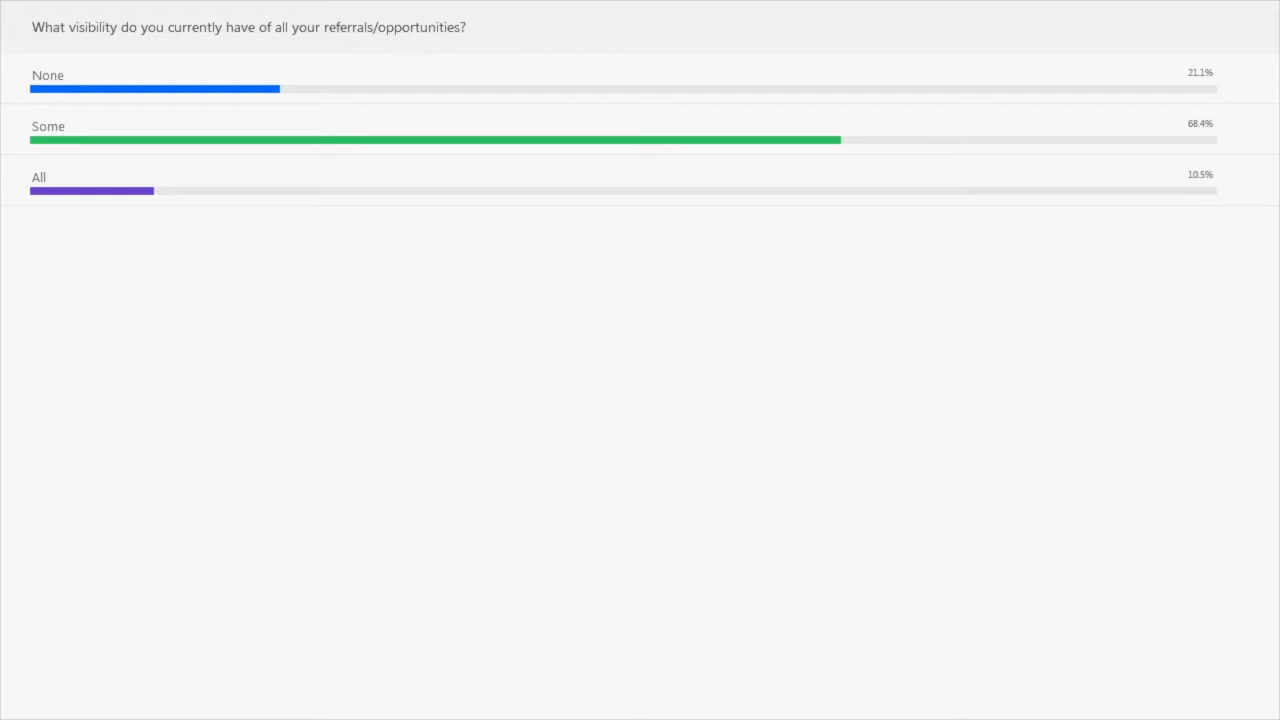 What visibility do you currently have of all your referrals/opportunities?
None
21.1%
Some
68.4%
All
10.5%